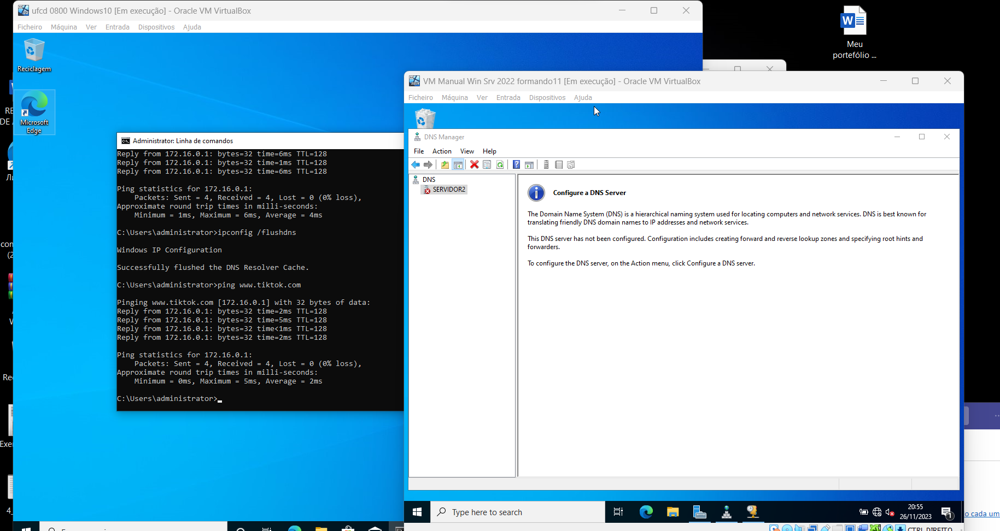 ufcd 0800 Windows10 [Em execução] - Oracle VM VirtualBox
Ficheiro Máquina Ver Entrada Dispositivos Ajuda
Reciclagem
Microsoft
Edge
Administrator: Linha de comandos
Reply from 172.16.0.1: bytes=32 time=6ms TTL=128
Reply from 172.16.0.1: bytes=32 time=1ms TTL=128
Reply from 172.16.0.1: bytes=32 time=6ms TTL=128
Ping statistics for 172.16.0.1:
Packets: Sent = 4, Received = 4, Lost = 0 (0% loss),
Approximate round trip times in milli-seconds:
Minimum = 1ms, Maximum = 6ms, Average = 4ms
C:\Users\administrator>ipconfig /flushdns
Windows IP Configuration
Successfully flushed the DNS Resolver Cache.
C:\Users\administrator>ping www.tiktok.com
Pinging www.tiktok.com [172.16.0.1] with 32 bytes of data:
Reply from 172.16.0.1: bytes=32 time=2ms TTL=128
Reply from 172.16.0.1: bytes=32 time=5ms TTL=128
Reply from 172.16.0.1: bytes=32 time<1ms TTL=128
Reply from 172.16.0.1: bytes=32 time=2ms TTL=128
Ping statistics for 172.16.0.1:
Packets: Sent = 4, Received = 4, Lost = 0 (0% loss),
Approximate round trip times in milli-seconds:
Minimum = 0ms, Maximum = 5ms, Average = 2ms
C:\Users\administrator>
Meu
portefólio ...
VM Manual Win Srv 2022 formando11 [Em execução] - Oracle VM VirtualBox
Ficheiro Máquina Ver Entrada Dispositivos Ajuda
DNS Manager
File Action View Help
DNS
SERVIDOR2
Configure a DNS Server
The Domain Name System (DNS) is a hierarchical naming system used for locating computers and network services. DNS is best known for
translating friendly DNS domain names to IP addresses and network services.
This DNS server has not been configured. Configuration includes creating forward and reverse lookup zones and specifying root hints and
forwarders.
To configure the DNS server, on the Action menu, click Configure a DNS server.
Type here to search
20:55
26/11/2023
1
CTRL DIREITO
o cada um
RE
DE
com
(2
Rec
Exer
4_